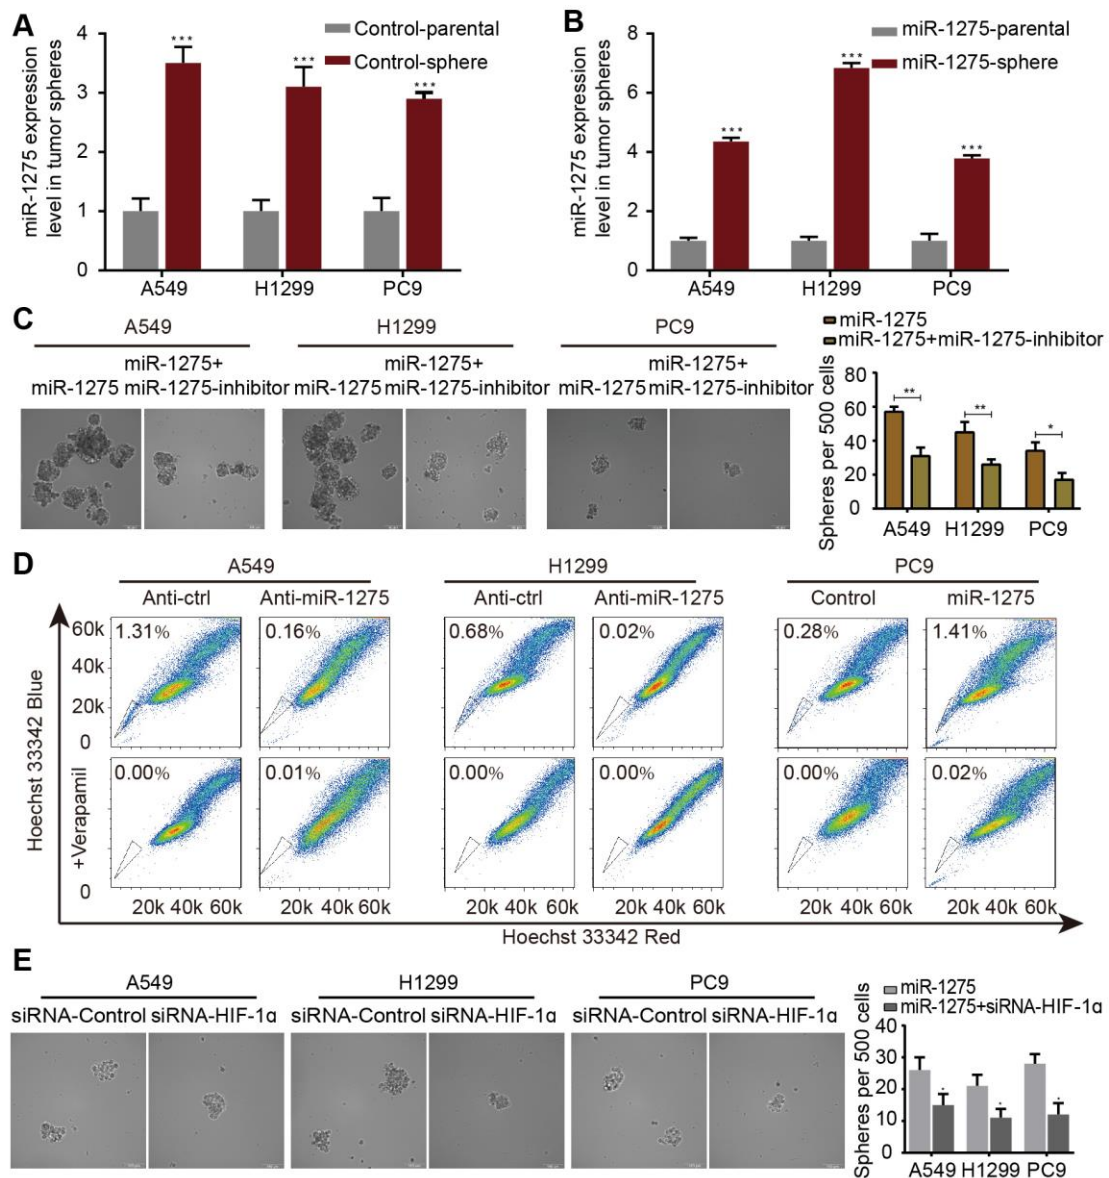 A
miR-1275 expression
level in tumor spheres
4
3
2
1
0
Control-parental
Control-sphere
***
***
***
A549
H1299
PC9
B
miR-1275 expression
level in tumor spheres
8
6
4
2
0
miR-1275-parental
miR-1275-sphere
***
***
***
A549
H1299
PC9
C
A549
H1299
PC9
miR-1275+
miR-1275+
miR-1275+
miR-1275 miR-1275-inhibitor
miR-1275 miR-1275-inhibitor
miR-1275 miR-1275-inhibitor
miR-1275
miR-1275+miR-1275-inhibitor
Spheres per 500 cells
80
60
40
20
0
**
**
*
A549 H1299 PC9
D
A549
H1299
PC9
Anti-ctrl Anti-miR-1275
Anti-ctrl Anti-miR-1275
Control miR-1275
Hoechst 33342 Blue
60k
40k
20k
0
1.31%
0.16%
0.68%
0.02%
0.28%
1.41%
+Verapamil
0
0.00%
0.01%
0.00%
0.00%
0.00%
0.02%
20k 40k 60k
20k 40k 60k
20k 40k 60k
20k 40k 60k
20k 40k 60k
20k 40k 60k
Hoechst 33342 Red
E
A549
H1299
PC9
siRNA-Control siRNA-HIF-1α
siRNA-Control siRNA-HIF-1α
siRNA-Control siRNA-HIF-1α
miR-1275
miR-1275+siRNA-HIF-1α
Spheres per 500 cells
40
30
20
10
0
*
*
*
A549 H1299 PC9